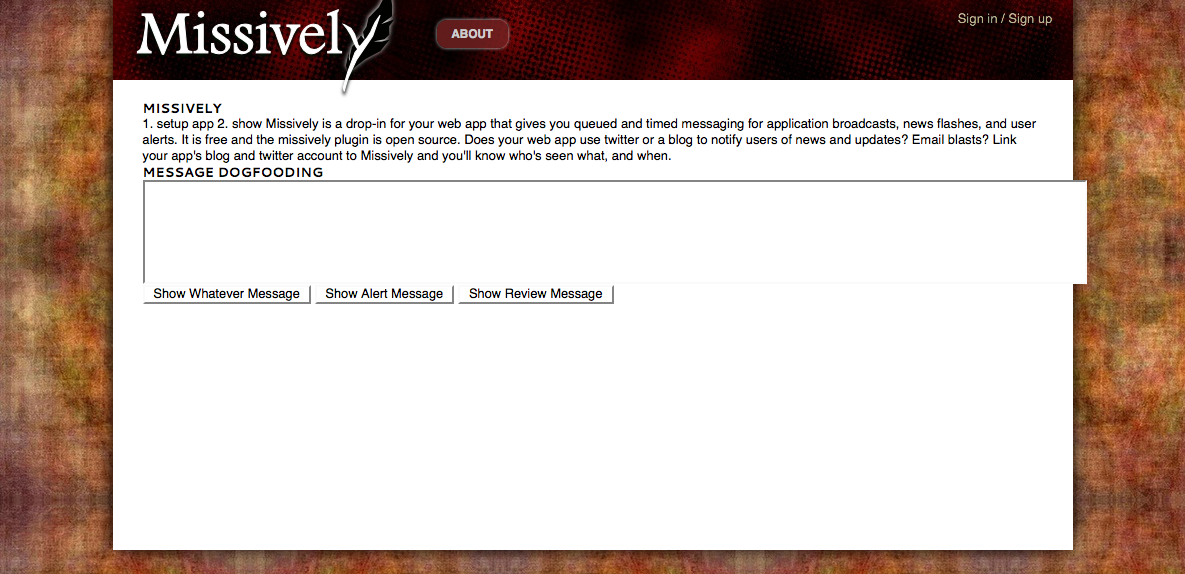 Missively
ABOUT
Sign in / Sign up
MISSIVELY
1. setup app 2. show Missively is a drop-in for your web app that gives you queued and timed messaging for application broadcasts, news flashes, and user
alerts. It is free and the missively plugin is open source. Does your web app use twitter or a blog to notify users of news and updates? Email blasts? Link
your app's blog and twitter account to Missively and you'll know who's seen what, and when.
MESSAGE DOGFOODING
Show Whatever Message Show Alert Message Show Review Message